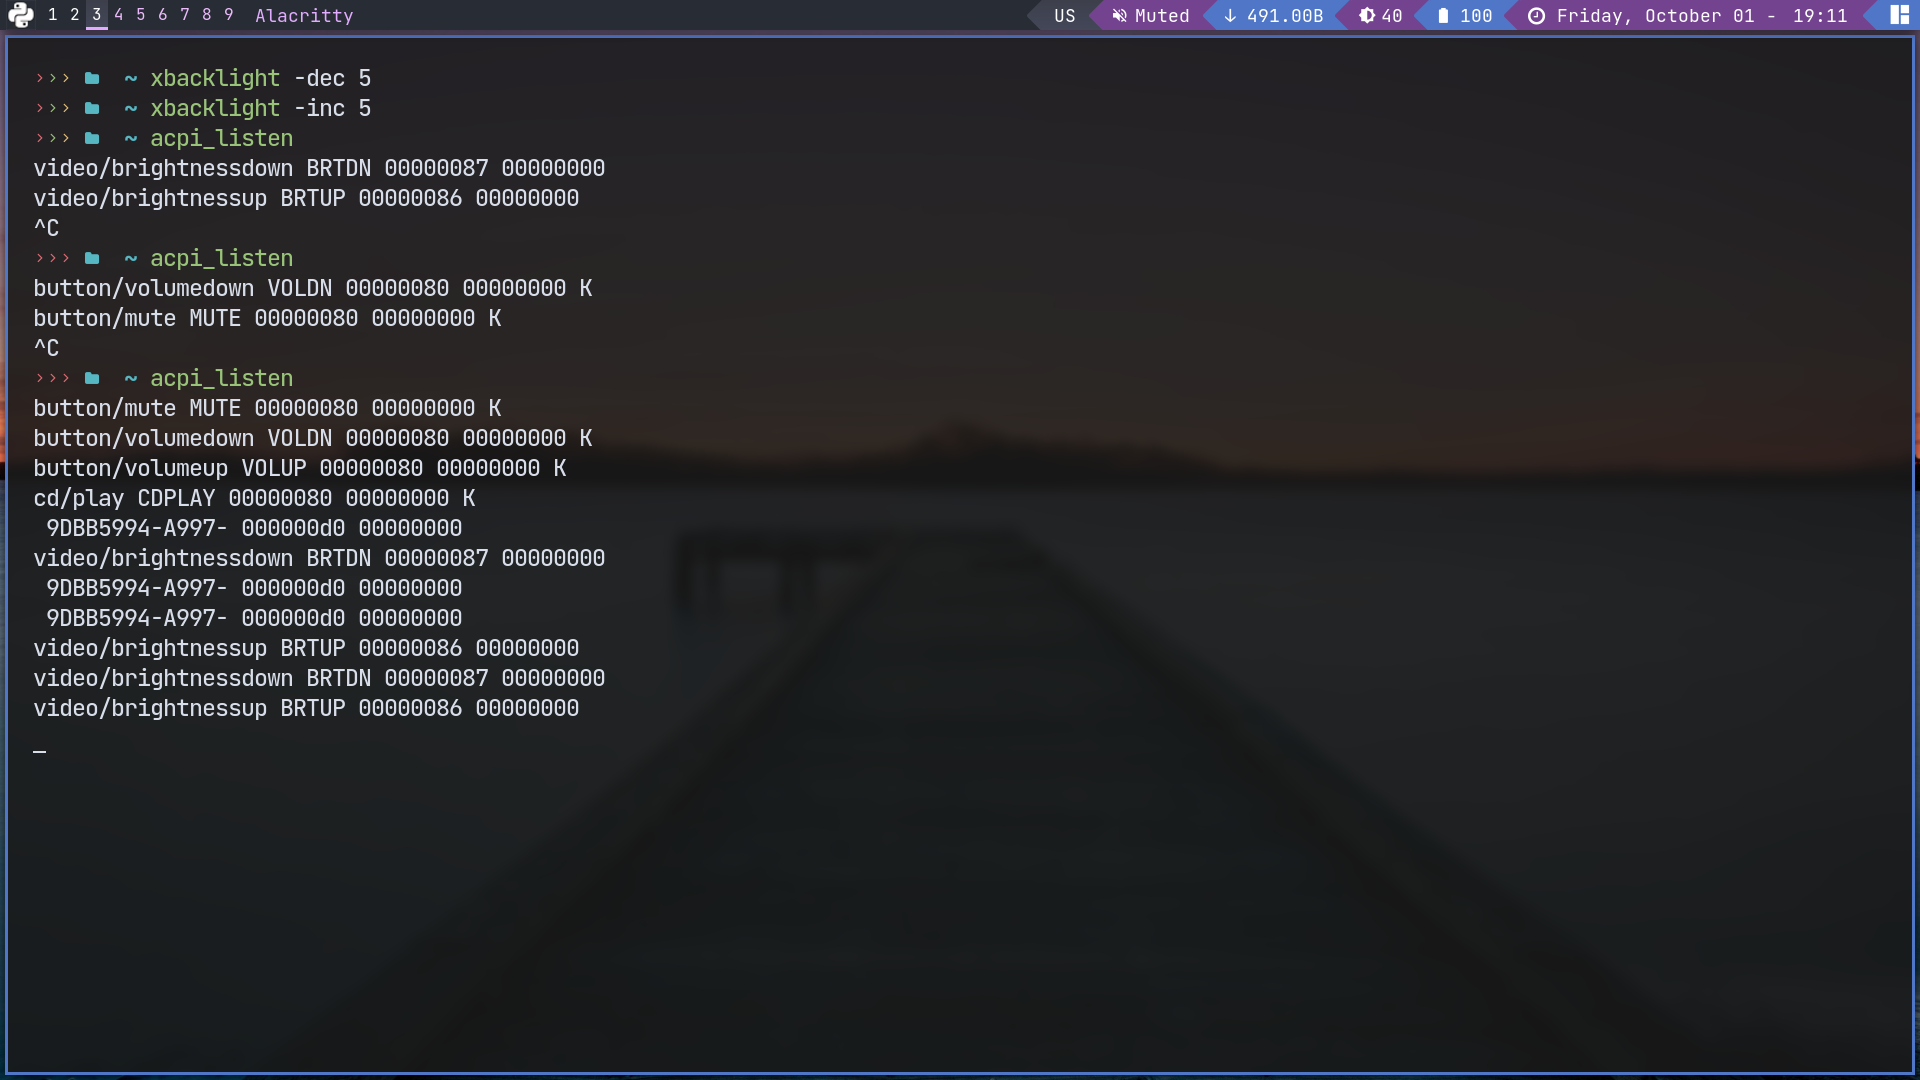 1 2 3 4 5 6 7 8 9 Alacritty US Muted ↓ 491.00B 40 100 Friday, October 01 - 19:11
››› ~ xbacklight -dec 5
››› ~ xbacklight -inc 5
››› ~ acpi_listen
video/brightnessdown BRTDN 00000087 00000000
video/brightnessup BRTUP 00000086 00000000
^C
››› ~ acpi_listen
button/volumedown VOLDN 00000080 00000000 K
button/mute MUTE 00000080 00000000 K
^C
››› ~ acpi_listen
button/mute MUTE 00000080 00000000 K
button/volumedown VOLDN 00000080 00000000 K
button/volumeup VOLUP 00000080 00000000 K
cd/play CDPLAY 00000080 00000000 K
 9DBB5994-A997- 000000d0 00000000
video/brightnessdown BRTDN 00000087 00000000
 9DBB5994-A997- 000000d0 00000000
 9DBB5994-A997- 000000d0 00000000
video/brightnessup BRTUP 00000086 00000000
video/brightnessdown BRTDN 00000087 00000000
video/brightnessup BRTUP 00000086 00000000
_